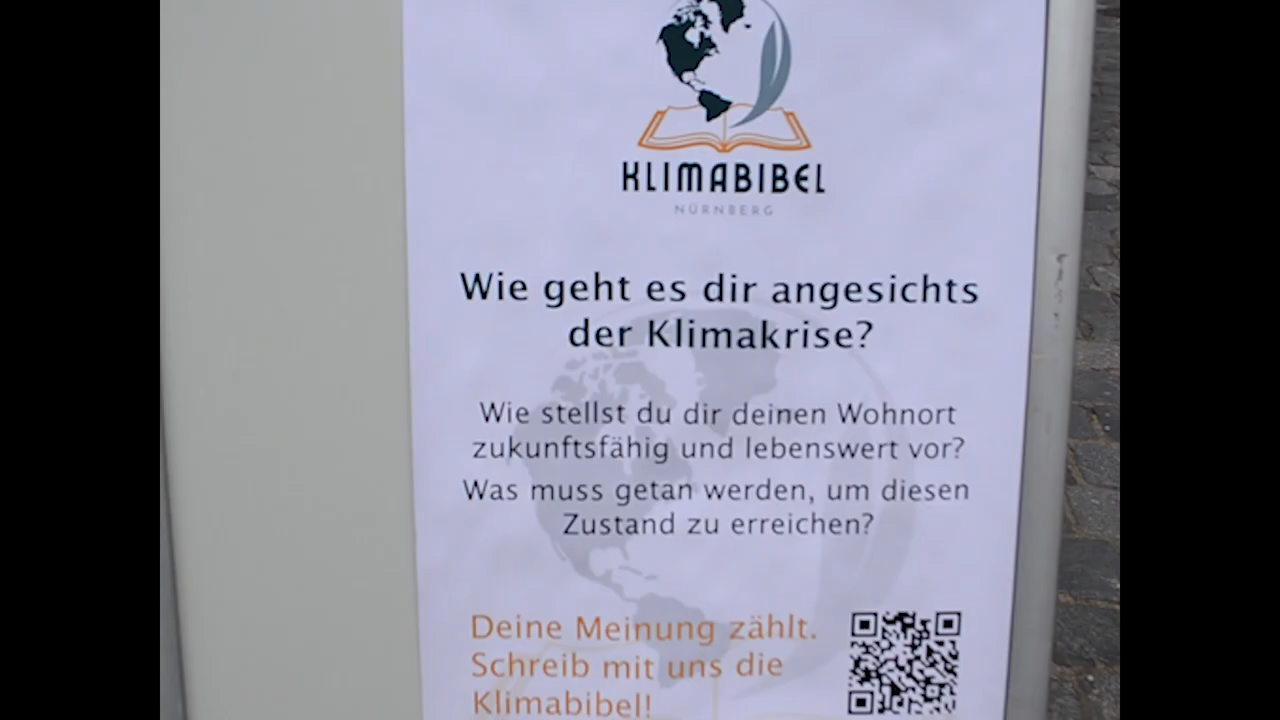 KLIMABIBEL
NÜRNBERG
Wie geht es dir angesichts
der Klimakrise?
Wie stellst du dir deinen Wohnort
zukunftsfähig und lebenswert vor?
Was muss getan werden, um diesen
Zustand zu erreichen?
Deine Meinung zählt.
Schreib mit uns die
Klimabibel!